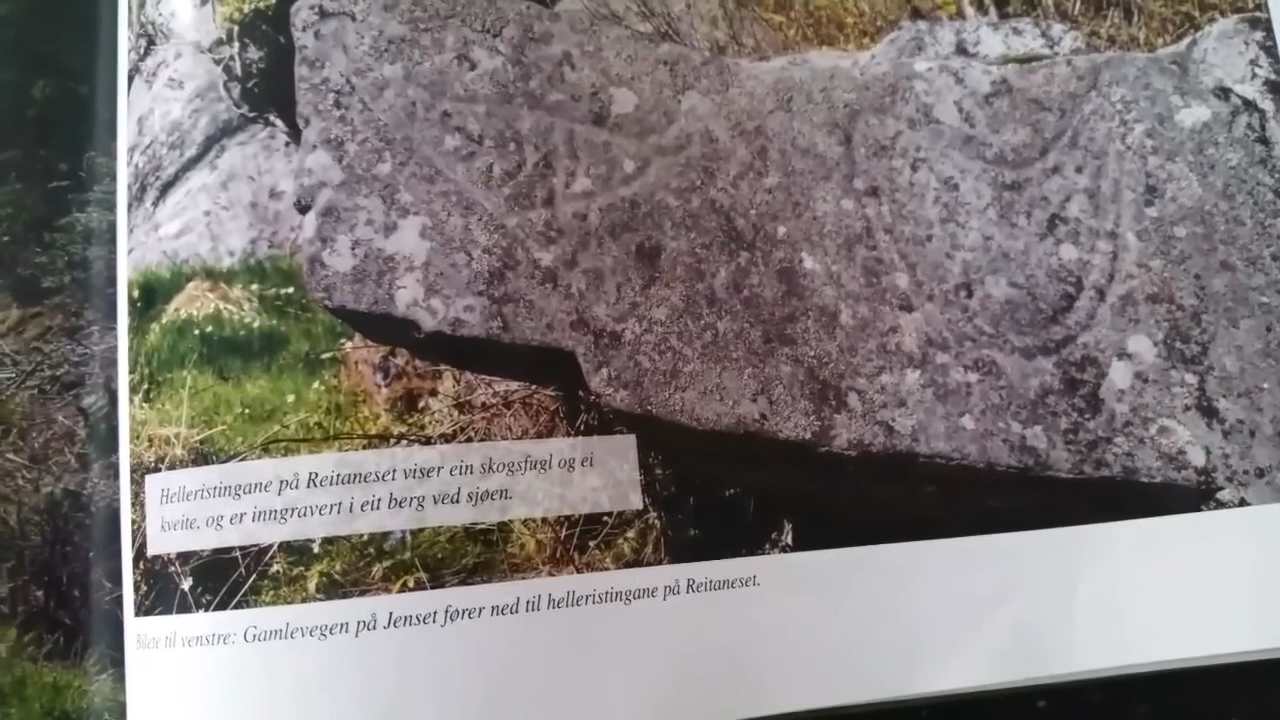 Helleristingane på Reitaneset viser ein skogsfugl og ei
kveite, og er inngravert i eit berg ved sjøen.
Bilete til venstre: Gamlevegen på Jenset fører ned til helleristingane på Reitaneset.